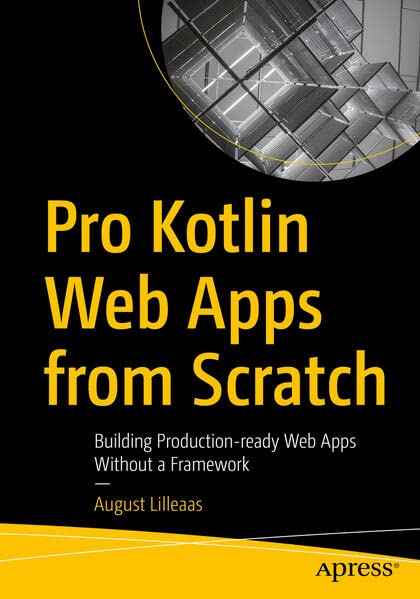 Pro Kotlin
Web Apps
from Scratch
Building Production-ready Web Apps
Without a Framework
August Lilleaas
Apress®